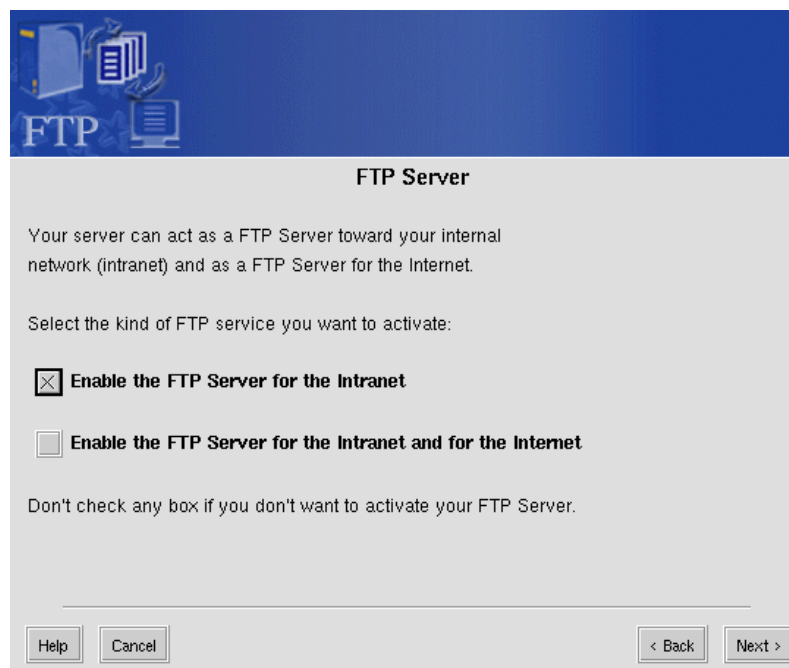 FTP
FTP Server
Your server can act as a FTP Server toward your internal
network (intranet) and as a FTP Server for the Internet.
Select the kind of FTP service you want to activate:
Enable the FTP Server for the Intranet
Enable the FTP Server for the Intranet and for the Internet
Don't check any box if you don't want to activate your FTP Server.
Help Cancel < Back Next >